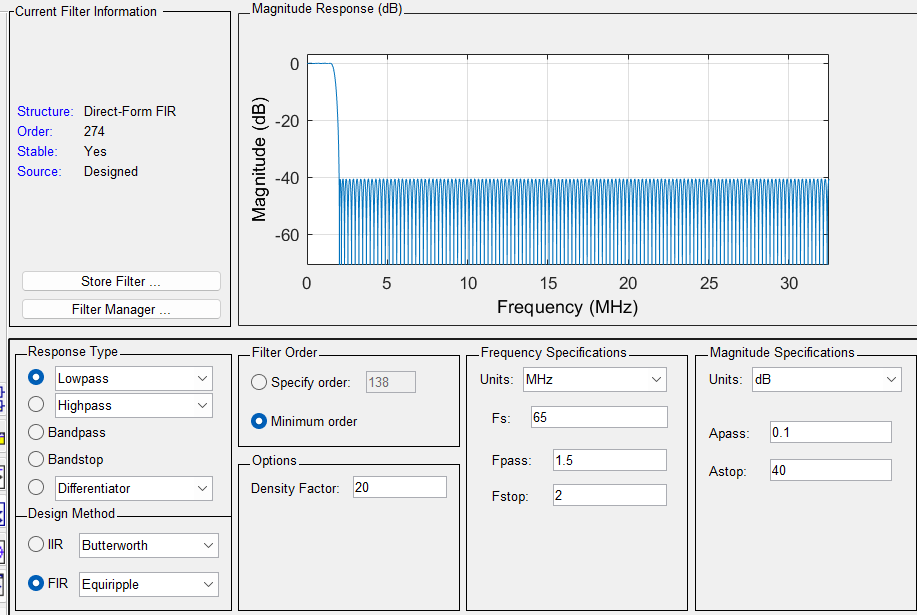 Current Filter Information
Structure: Direct-Form FIR
Order: 274
Stable: Yes
Source: Designed
Store Filter ...
Filter Manager ...
Magnitude Response (dB)
Magnitude (dB)
0
-20
-40
-60
0 5 10 15 20 25 30
Frequency (MHz)
Response Type
Lowpass
Highpass
Bandpass
Bandstop
Differentiator
Design Method
IIR Butterworth
FIR Equiripple
Filter Order
Specify order: 138
Minimum order
Options
Density Factor: 20
Frequency Specifications
Units: MHz
Fs: 65
Fpass: 1.5
Fstop: 2
Magnitude Specifications
Units: dB
Apass: 0.1
Astop: 40